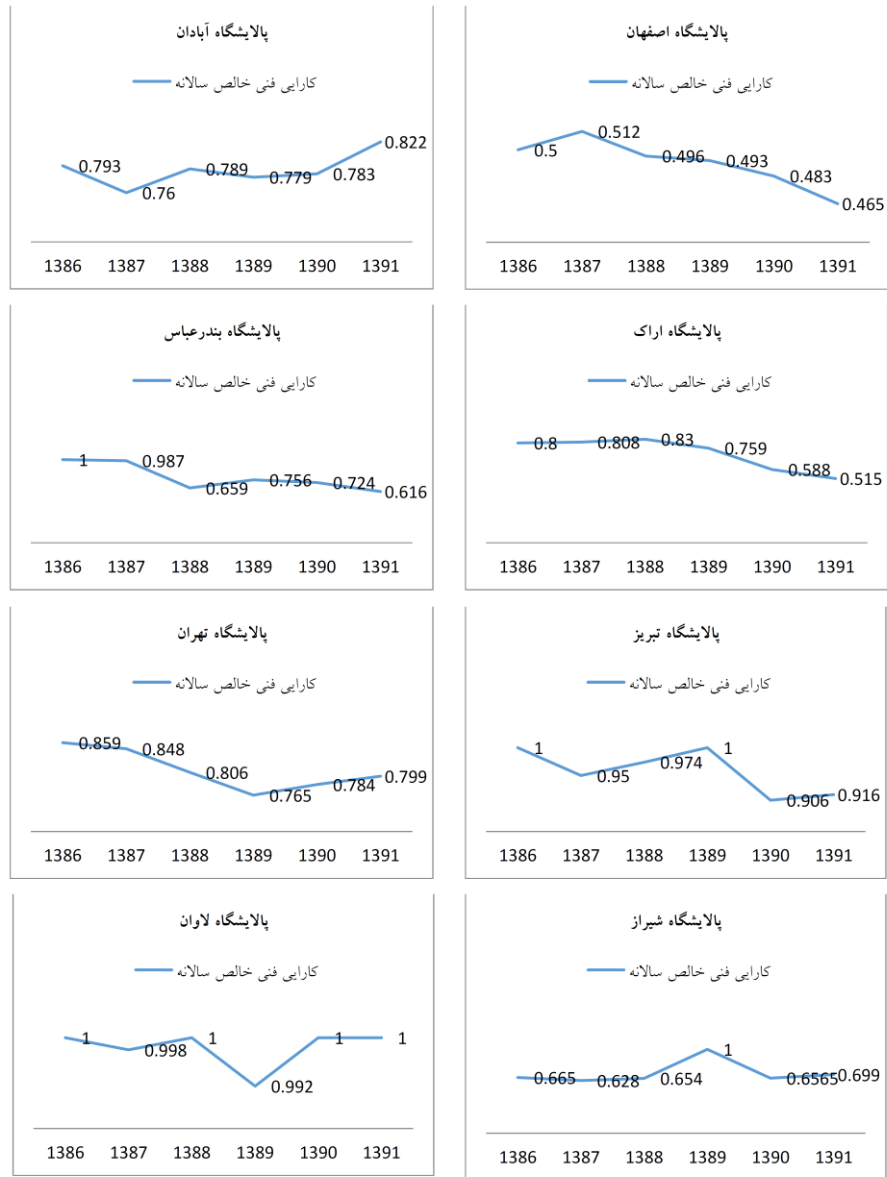 پالایشگاه آبادان
کارایی فنی خالص سالانه
0.793 0.76 0.789 0.779 0.783 0.822
1386 1387 1388 1389 1390 1391
پالایشگاه اصفهان
کارایی فنی خالص سالانه
0.5 0.512 0.496 0.493 0.483 0.465
1386 1387 1388 1389 1390 1391
پالایشگاه بندرعباس
کارایی فنی خالص سالانه
1 0.987 0.659 0.756 0.724 0.616
1386 1387 1388 1389 1390 1391
پالایشگاه اراک
کارایی فنی خالص سالانه
0.8 0.808 0.83 0.759 0.588 0.515
1386 1387 1388 1389 1390 1391
پالایشگاه تهران
کارایی فنی خالص سالانه
0.859 0.848 0.806 0.765 0.784 0.799
1386 1387 1388 1389 1390 1391
پالایشگاه تبریز
کارایی فنی خالص سالانه
1 0.95 0.974 1 0.906 0.916
1386 1387 1388 1389 1390 1391
پالایشگاه لاوان
کارایی فنی خالص سالانه
1 0.998 1 0.992 1 1
1386 1387 1388 1389 1390 1391
پالایشگاه شیراز
کارایی فنی خالص سالانه
0.665 0.628 0.654 1 0.6565 0.699
1386 1387 1388 1389 1390 1391